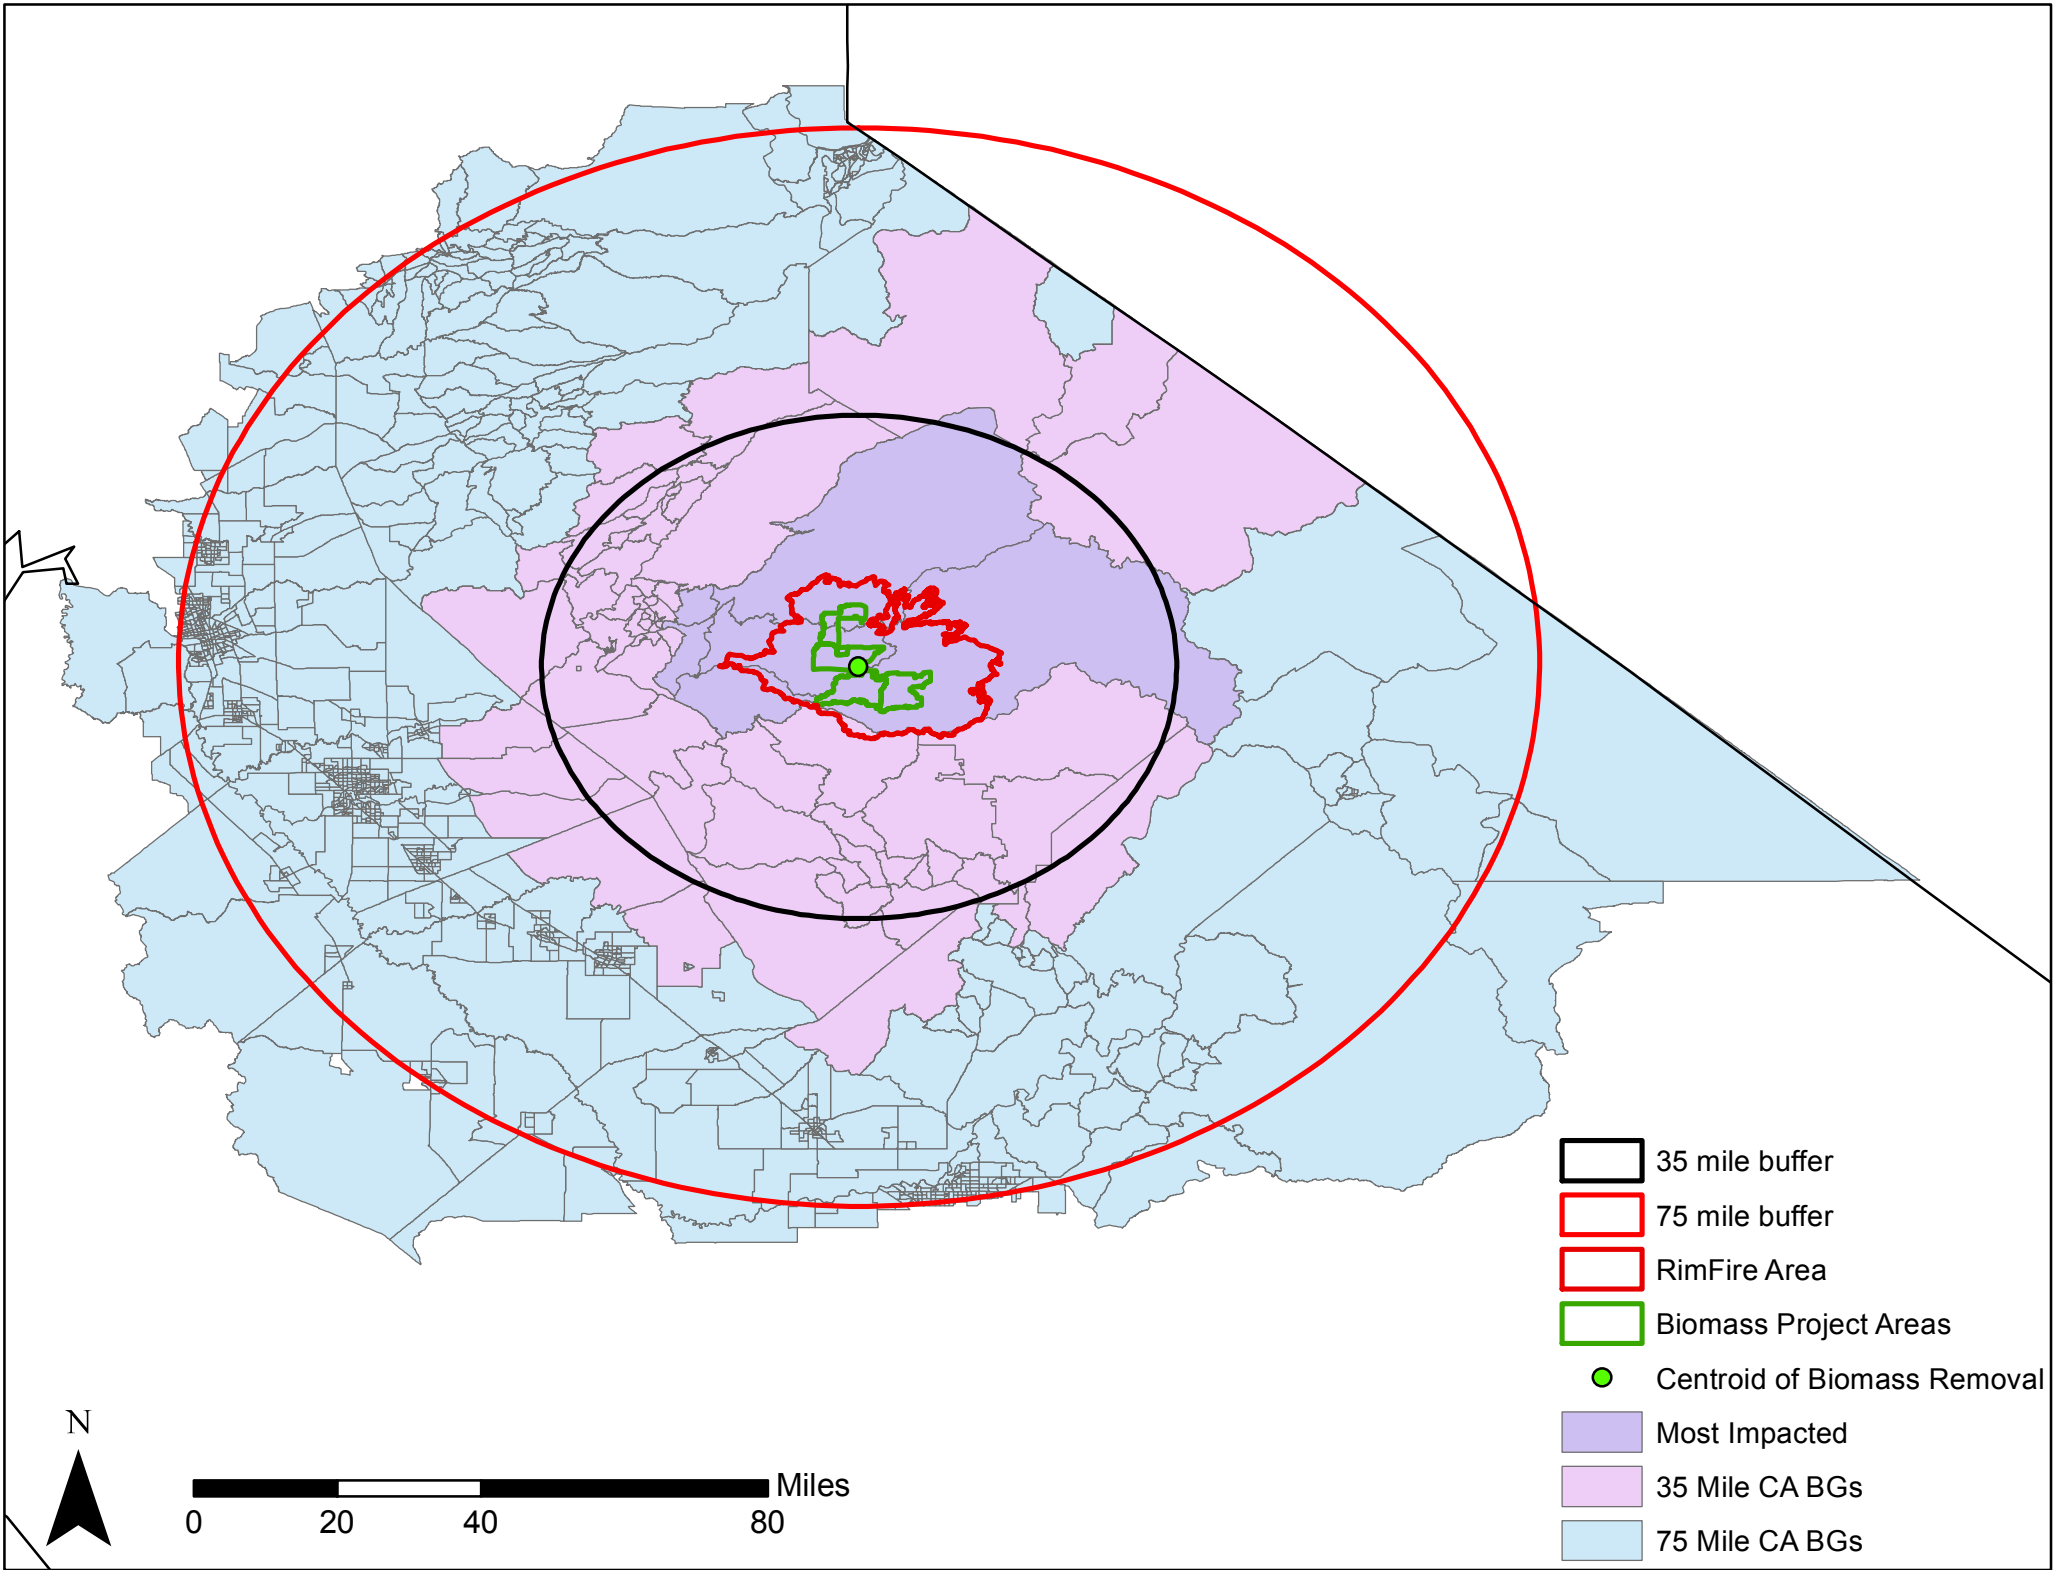 35 mile buffer
75 mile buffer
RimFire Area
Biomass Project Areas
Centroid of Biomass Removal
Most Impacted
35 Mile CA BGs
75 Mile CA BGs
N
Miles
0 20 40 80